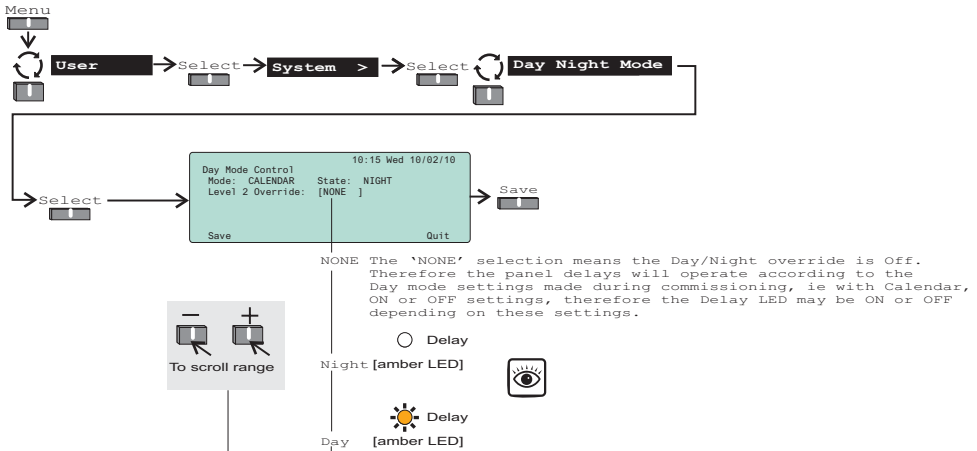 Menu
User Select System > Select Day Night Mode
10:15 Wed 10/02/10
Day Mode Control
Mode: CALENDAR State: NIGHT
Level 2 Override: [NONE ]
Select
Save
Save Quit
NONE The 'NONE' selection means the Day/Night override is Off.
Therefore the panel delays will operate according to the
Day mode settings made during commissioning, ie with Calendar,
ON or OFF settings, therefore the Delay LED may be ON or OFF
depending on these settings.
– +
To scroll range
Delay
Night [amber LED]
Delay
Day [amber LED]